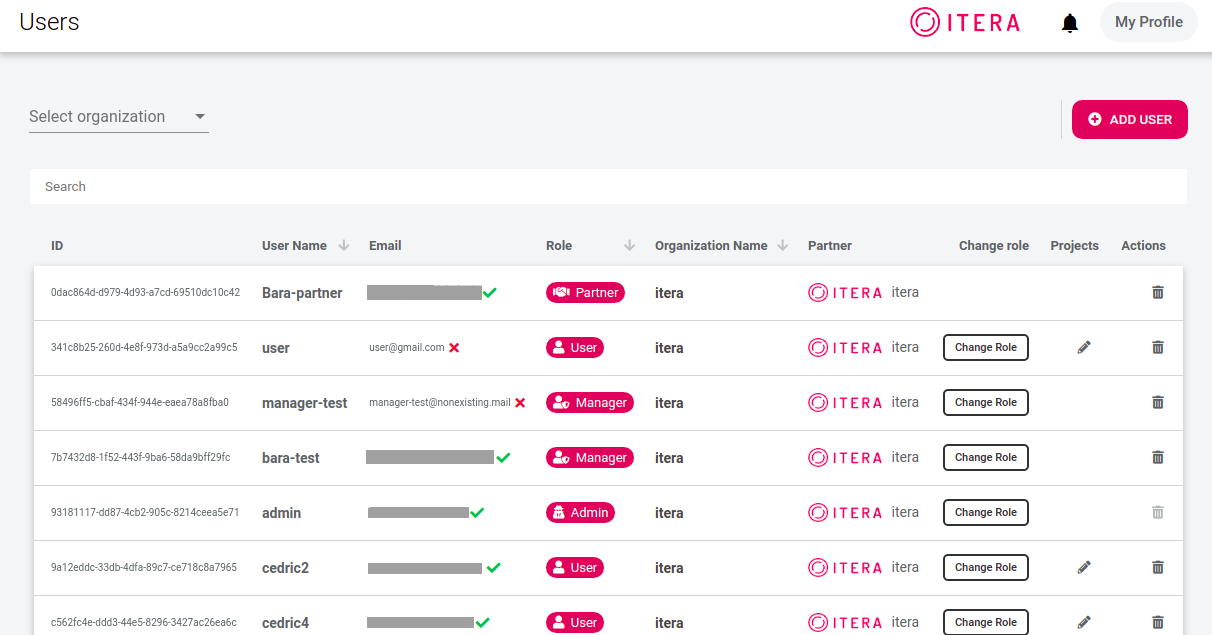 Users
ITERA
My Profile
Select organization
ADD USER
Search
ID User Name Email Role Organization Name Partner Change role Projects Actions
0dac864d-d979-4d93-a7cd-69510dc10c42 Bara-partner Partner itera ITERA itera
341c8b25-260d-4e8f-973d-a5a9cc2a99c5 user user@gmail.com User itera ITERA itera Change Role
58496ff5-cbaf-434f-944e-eaea78a8fba0 manager-test manager-test@nonexisting.mail Manager itera ITERA itera Change Role
7b7432d8-1f52-443f-9ba6-58da9bff29fc bara-test Manager itera ITERA itera Change Role
93181117-dd87-4cb2-905c-8214ceea5e71 admin Admin itera ITERA itera Change Role
9a12eddc-33db-4dfa-89c7-ce718c8a7965 cedric2 User itera ITERA itera Change Role
c562fc4e-ddd3-44e5-8296-3427ac26ea6c cedric4 User itera ITERA itera Change Role